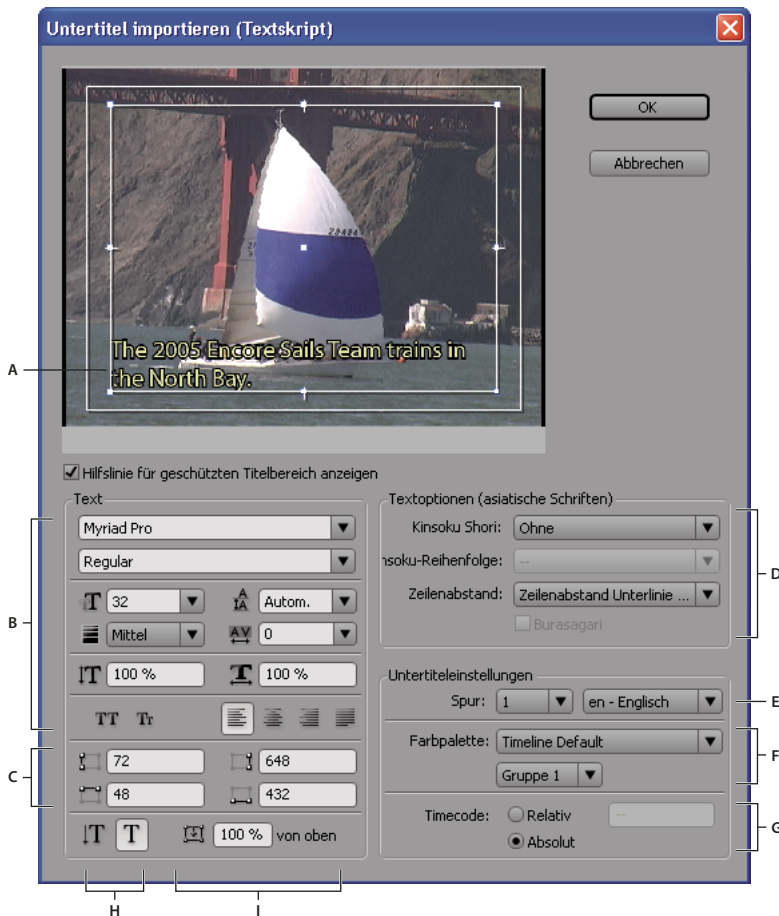 Untertitel importieren (Textskript)
OK
Abbrechen
28484
The 2005 Encore Sails Team trains in
the North Bay.
A
Hilfslinie für geschützten Titelbereich anzeigen
Text
Myriad Pro
Regular
32
Autom.
Mittel
0
100 %
100 %
TT Tr
B
72
648
48
432
C
T T
100 % von oben
H
I
Textoptionen (asiatische Schriften)
Kinsoku Shori: Ohne
nsoku-Reihenfolge: --
Zeilenabstand: Zeilenabstand Unterlinie ...
Burasagari
D
Untertiteleinstellungen
Spur: 1 en - Englisch
E
Farbpalette: Timeline Default
Gruppe 1
F
Timecode: Relativ --
Absolut
G